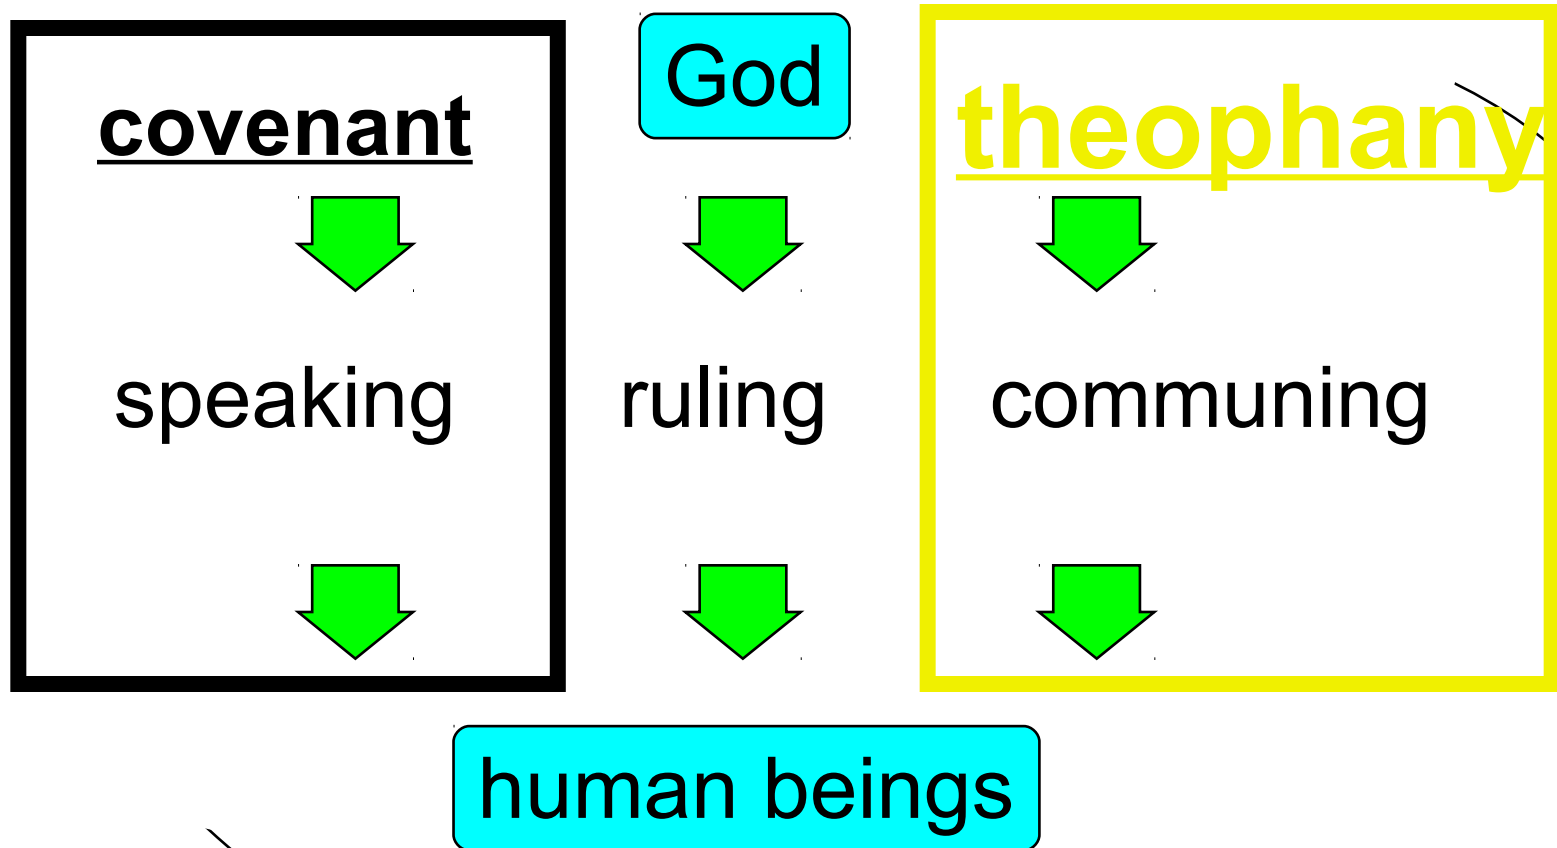 God
covenant
theophany
speaking
ruling
communing
human beings